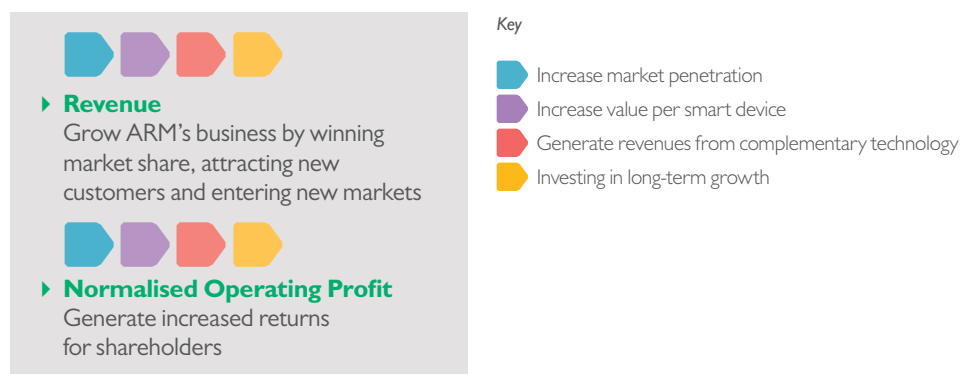 Revenue
Grow ARM’s business by winning
market share, attracting new
customers and entering new markets
Normalised Operating Profit
Generate increased returns
for shareholders
Key
Increase market penetration
Increase value per smart device
Generate revenues from complementary technology
Investing in long-term growth